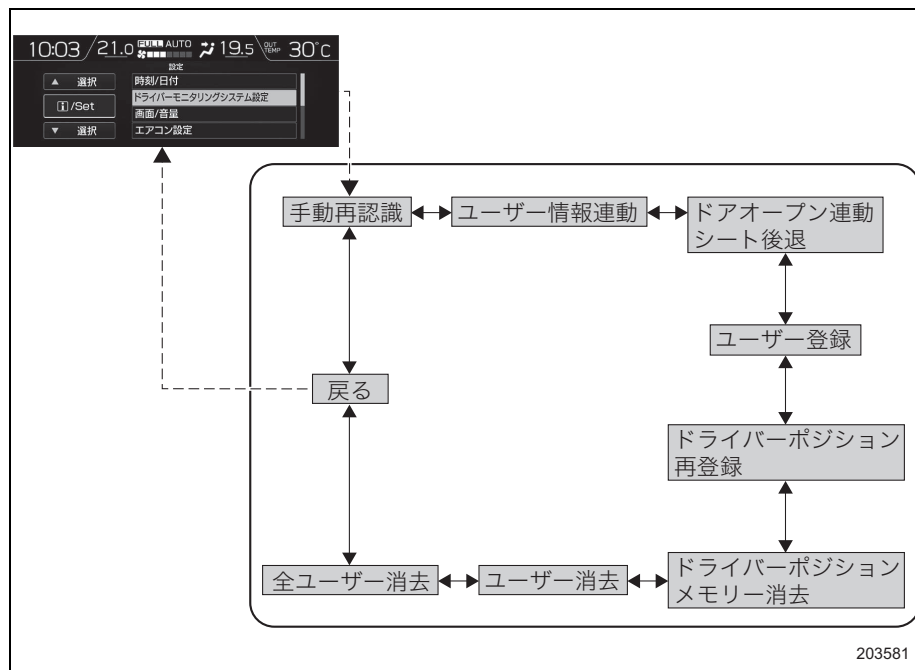 10:03 21.0 FULL AUTO 19.5 OUT TEMP 30°C
設定
▲ 選択
時刻/日付
ドライバーモニタリングシステム設定
i/Set
画面/音量
▼ 選択
エアコン設定
手動再認識
ユーザー情報連動
ドアオープン連動
シート後退
ユーザー登録
戻る
ドライバーポジション
再登録
全ユーザー消去
ユーザー消去
ドライバーポジション
メモリー消去
203581